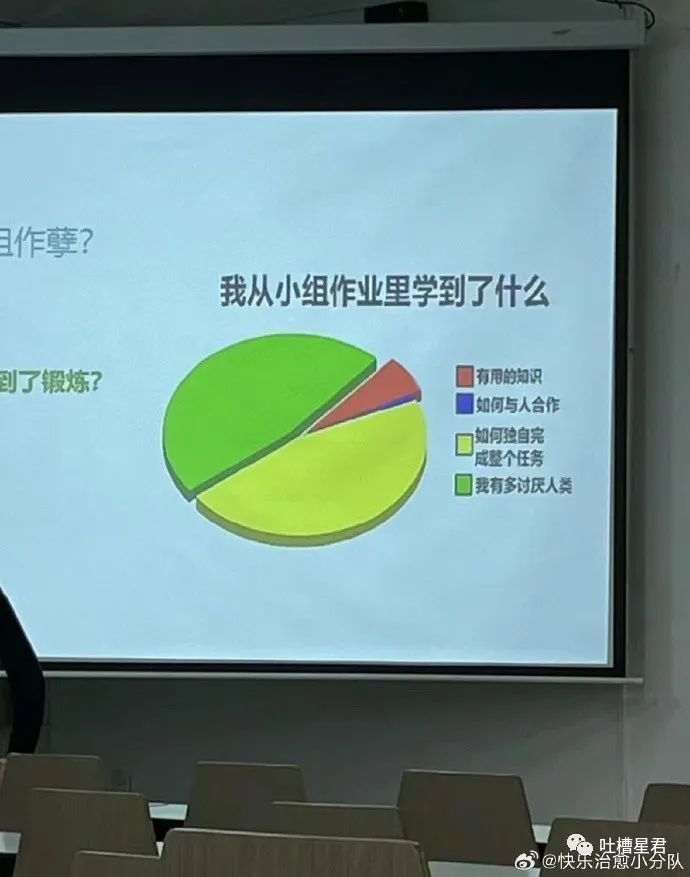 组作孽?
到了锻炼?
我从小组作业里学到了什么
有用的知识
如何与人合作
如何独自完
成整个任务
我有多讨厌人类
吐槽星君
@快乐治愈小分队